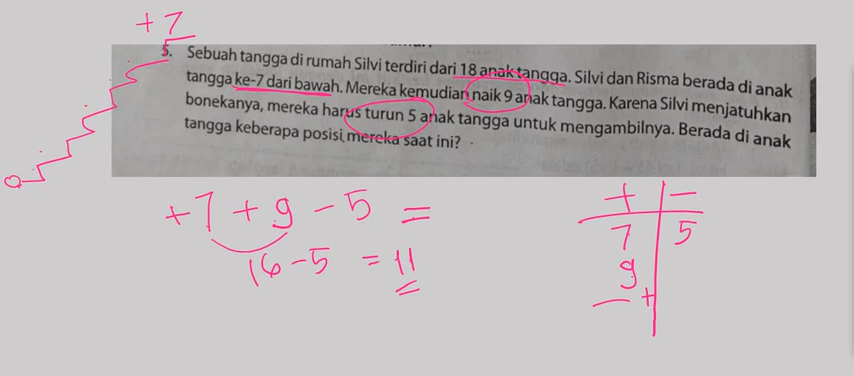 +7
5. Sebuah tangga di rumah Silvi terdiri dari 18 anak tangga. Silvi dan Risma berada di anak
tangga ke-7 dari bawah. Mereka kemudian naik 9 anak tangga. Karena Silvi menjatuhkan
bonekanya, mereka harus turun 5 anak tangga untuk mengambilnya. Berada di anak
tangga keberapa posisi mereka saat ini?
+7 + 9 - 5 =
16 - 5 = 11
+ -
7 5
9
+